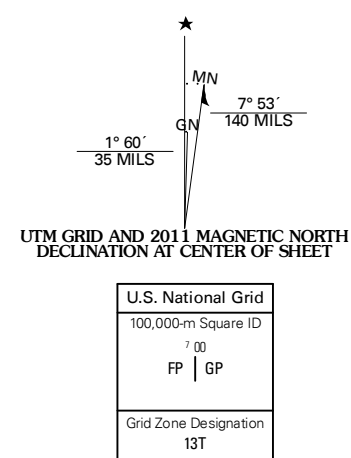 ★
MN
7° 53´
140 MILS
GN
1° 60´
35 MILS
UTM GRID AND 2011 MAGNETIC NORTH
DECLINATION AT CENTER OF SHEET
U.S. National Grid
100,000-m Square ID
7 00
FP | GP
Grid Zone Designation
13T